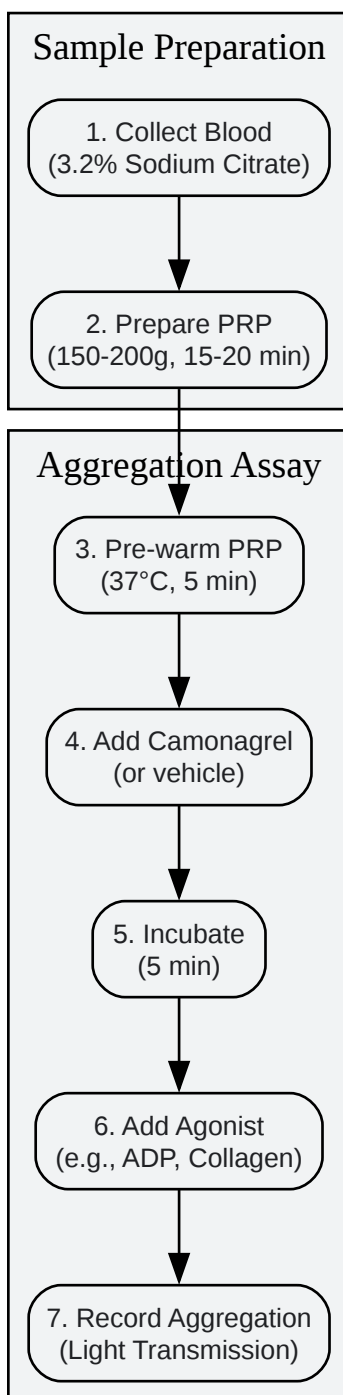 Sample Preparation
1. Collect Blood
(3.2% Sodium Citrate)
2. Prepare PRP
(150-200g, 15-20 min)
Aggregation Assay
3. Pre-warm PRP
(37°C, 5 min)
4. Add Camonagrel
(or vehicle)
5. Incubate
(5 min)
6. Add Agonist
(e.g., ADP, Collagen)
7. Record Aggregation
(Light Transmission)